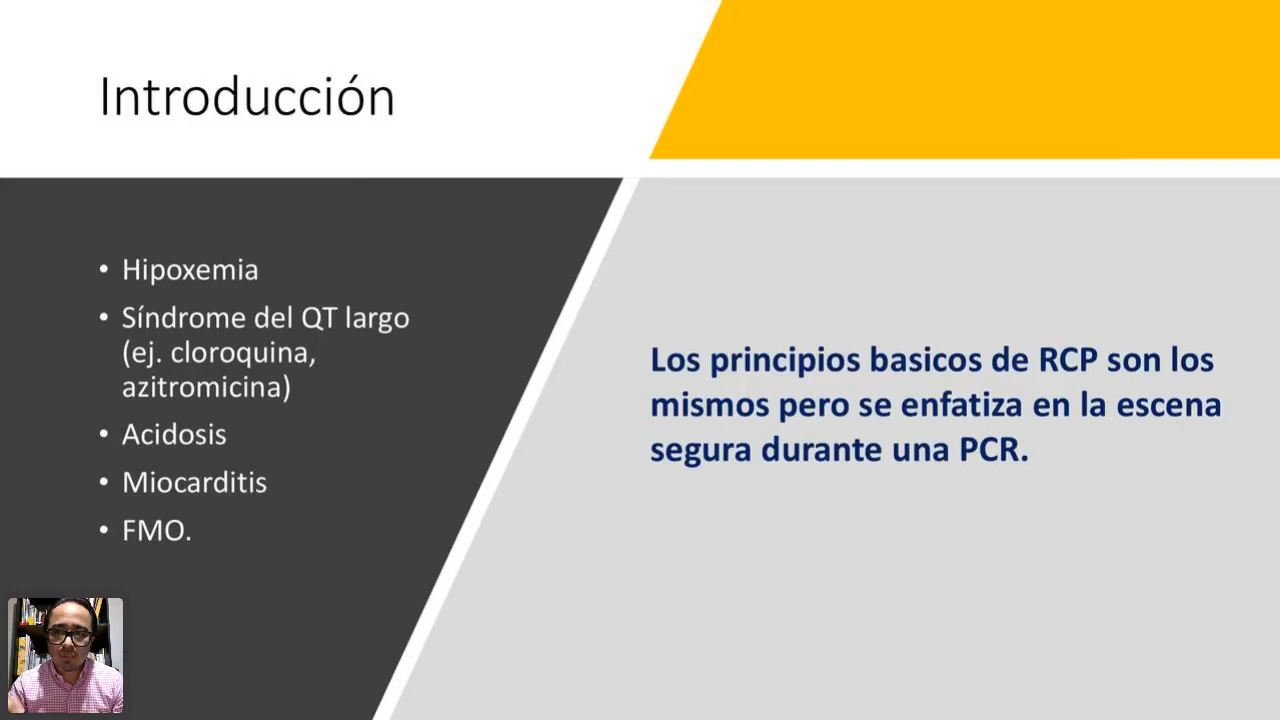 Introducción
• Hipoxemia
• Síndrome del QT largo
(ej. cloroquina,
azitromicina)
• Acidosis
• Miocarditis
• FMO.
Los principios basicos de RCP son los
mismos pero se enfatiza en la escena
segura durante una PCR.